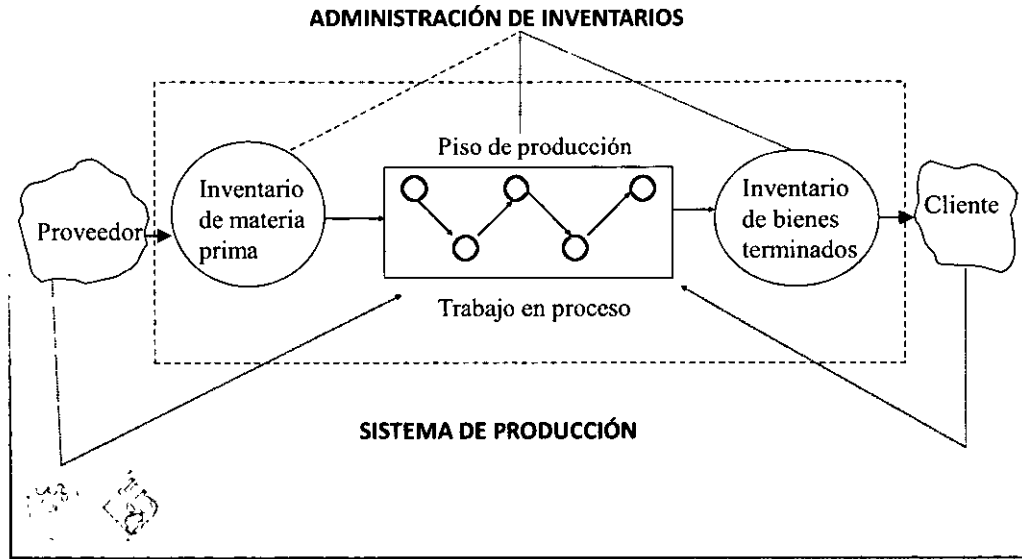 ADMINISTRACIÓN DE INVENTARIOS
Piso de producción
Proveedor
Inventario
de materia
prima
Inventario
de bienes
terminados
Cliente
Trabajo en proceso
SISTEMA DE PRODUCCIÓN